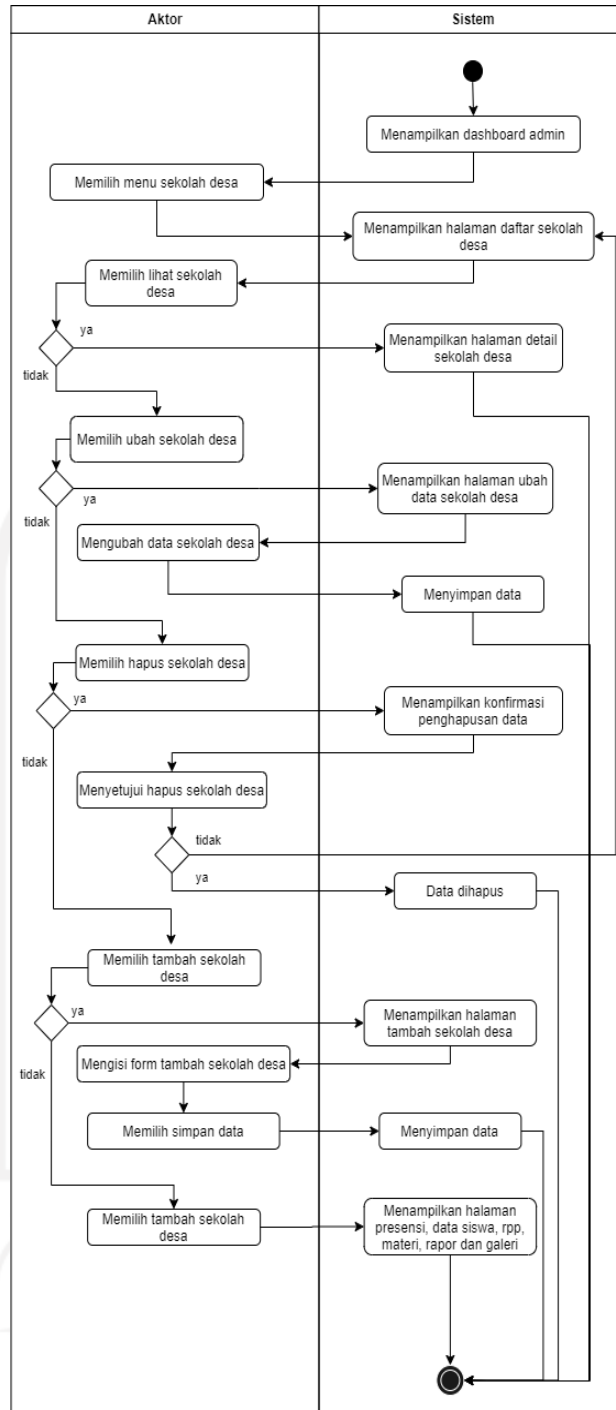 Aktor
Sistem
Menampilkan dashboard admin
Memilih menu sekolah desa
Menampilkan halaman daftar sekolah
desa
Memilih lihat sekolah
desa
ya
Menampilkan halaman detail
sekolah desa
tidak
Memilih ubah sekolah desa
ya
Menampilkan halaman ubah
data sekolah desa
tidak
Mengubah data sekolah desa
Menyimpan data
Memilih hapus sekolah desa
ya
Menampilkan konfirmasi
penghapusan data
tidak
Menyetujui hapus sekolah desa
tidak
ya
Data dihapus
Memilih tambah sekolah
desa
ya
Menampilkan halaman
tambah sekolah desa
tidak
Mengisi form tambah sekolah desa
Memilih simpan data
Menyimpan data
Memilih tambah sekolah
desa
Menampilkan halaman
presensi, data siswa, rpp,
materi, rapor dan galeri